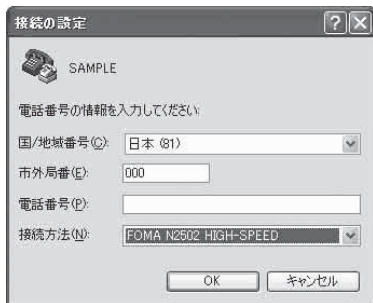 接続の設定
SAMPLE
電話番号の情報を入力してください:
国/地域番号(C): 日本 (81)
市外局番(E): 000
電話番号(P):
接続方法(N): FOMA N2502 HIGH-SPEED
OK キャンセル